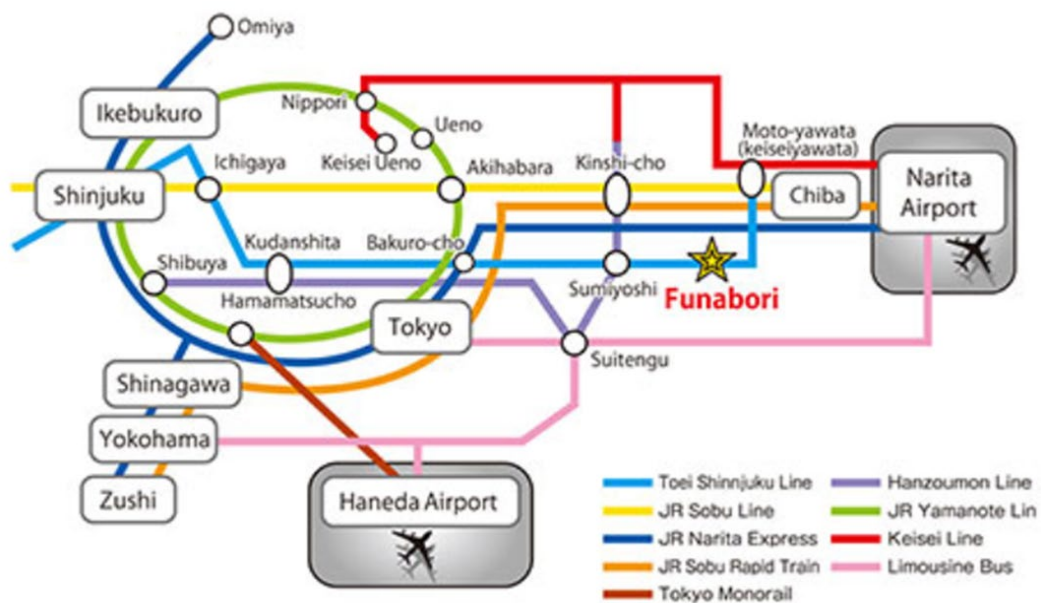 Omiya
Ikebukuro
Nippori
Ueno
Keisei Ueno
Ichigaya
Akihabara
Kinshi-cho
Moto-yawata
(keiseiyawata)
Narita
Airport
Shinjuku
Chiba
Kudanshita
Bakuro-cho
Shibuya
Hamamatsucho
Sumiyoshi
Funabori
Tokyo
Suitengu
Shinagawa
Yokohama
Zushi
Haneda Airport
Toei Shinnjuku Line
JR Sobu Line
JR Narita Express
JR Sobu Rapid Train
Tokyo Monorail
Hanzoumon Line
JR Yamanote Lin
Keisei Line
Limousine Bus